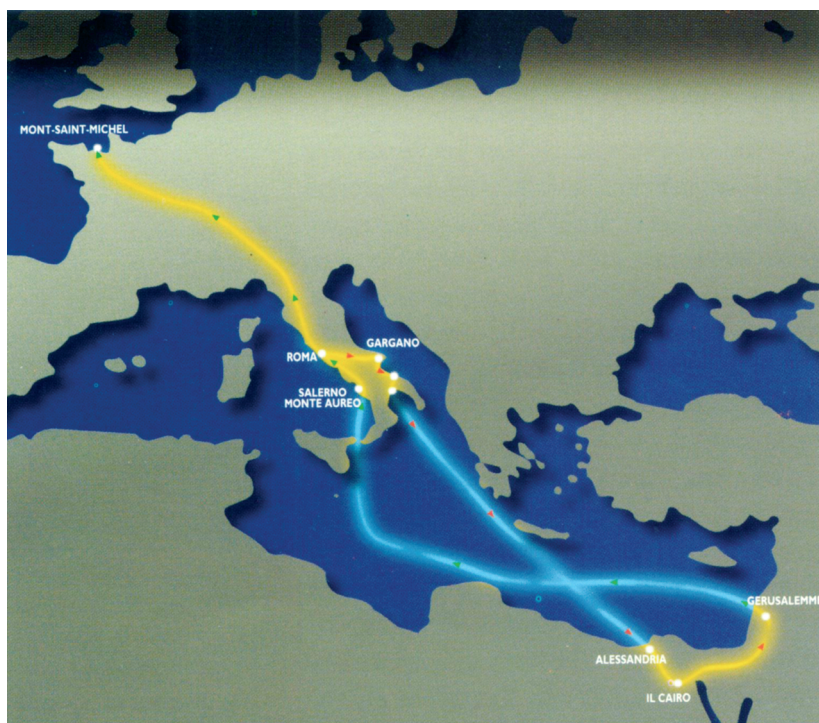 MONT-SAINT-MICHEL
GARGANO
ROMA
SALERNO
MONTE AUREO
GERUSALEMME
ALESSANDRIA
IL CAIRO